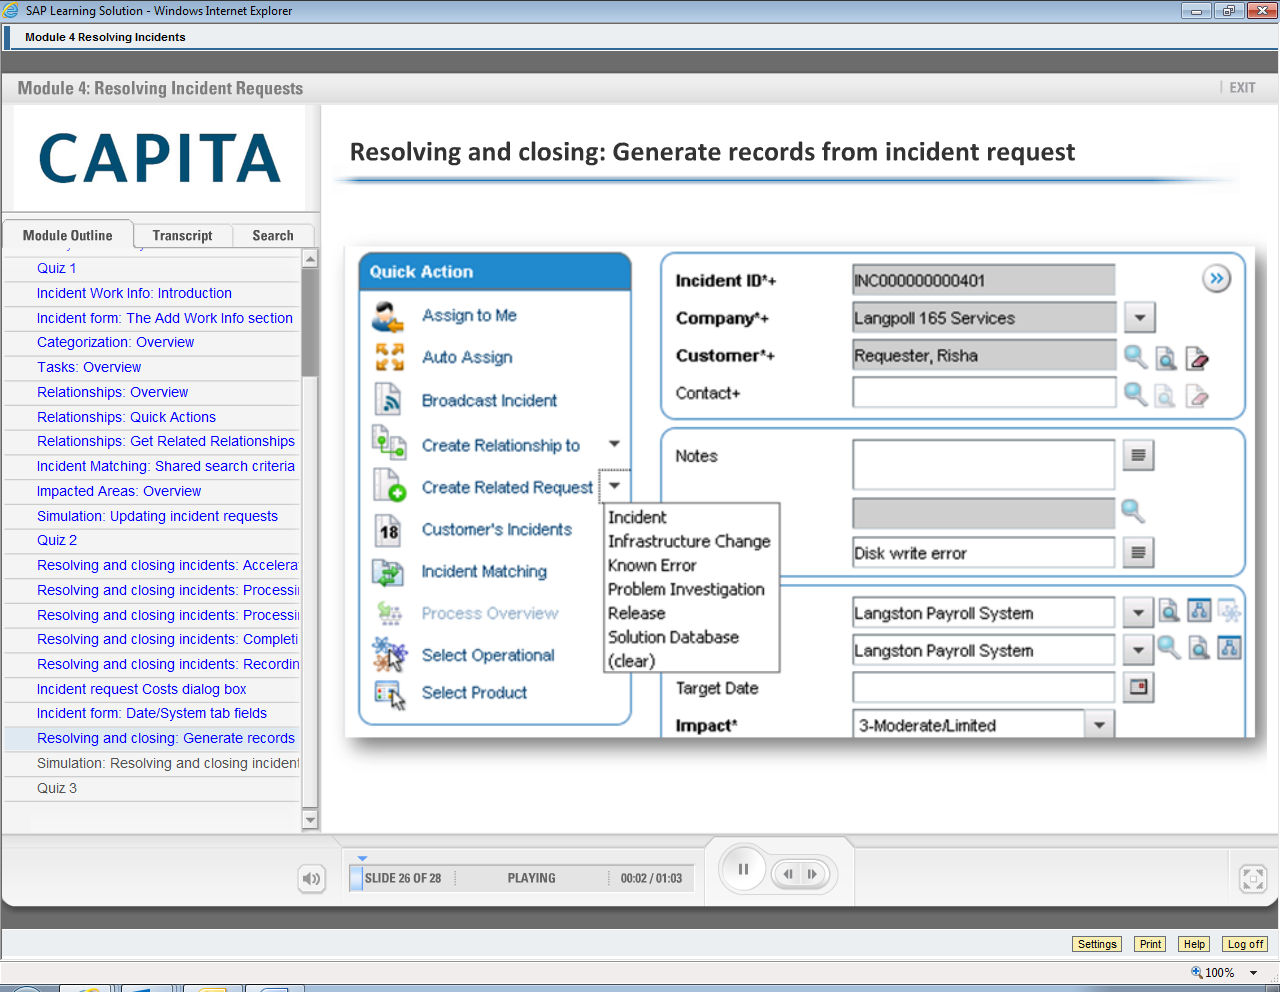 SAP Learning Solution - Windows Internet Explorer
Module 4 Resolving Incidents
Module 4: Resolving Incident Requests
EXIT
CAPITA
Module Outline
Transcript
Search
Quiz 1
Incident Work Info: Introduction
Incident form: The Add Work Info section
Categorization: Overview
Tasks: Overview
Relationships: Overview
Relationships: Quick Actions
Relationships: Get Related Relationships
Incident Matching: Shared search criteria
Impacted Areas: Overview
Simulation: Updating incident requests
Quiz 2
Resolving and closing incidents: Accelera
Resolving and closing incidents: Processi
Resolving and closing incidents: Processi
Resolving and closing incidents: Completi
Resolving and closing incidents: Recordin
Incident request Costs dialog box
Incident form: Date/System tab fields
Resolving and closing: Generate records
Simulation: Resolving and closing inciden
Quiz 3
Resolving and closing: Generate records from incident request
Quick Action
Assign to Me
Auto Assign
Broadcast Incident
Create Relationship to
Create Related Request
18
Customer's Incidents
Incident Matching
Process Overview
Select Operational
Select Product
Incident
Infrastructure Change
Known Error
Problem Investigation
Release
Solution Database
(clear)
Incident ID*+
INC000000000401
Company*+
Langpoll 165 Services
Customer*+
Requester, Risha
Contact+
Notes
Disk write error
Langston Payroll System
Langston Payroll System
Target Date
Impact*
3-Moderate/Limited
SLIDE 26 OF 28
PLAYING
00:02 / 01:03
Settings
Print
Help
Log off
100%